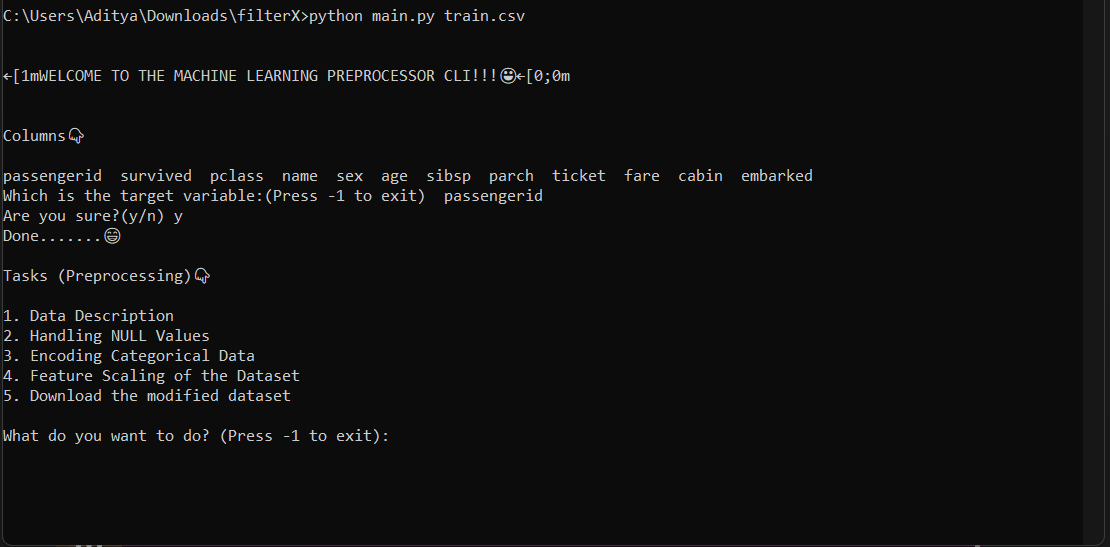 C:\Users\Aditya\Downloads\filterX>python main.py train.csv
←[1mWELCOME TO THE MACHINE LEARNING PREPROCESSOR CLI!!!😃←[0;0m
Columns👇
passengerid  survived  pclass  name  sex  age  sibsp  parch  ticket  fare  cabin  embarked
Which is the target variable:(Press -1 to exit)  passengerid
Are you sure?(y/n) y
Done.......😄
Tasks (Preprocessing)👇
1. Data Description
2. Handling NULL Values
3. Encoding Categorical Data
4. Feature Scaling of the Dataset
5. Download the modified dataset
What do you want to do? (Press -1 to exit):